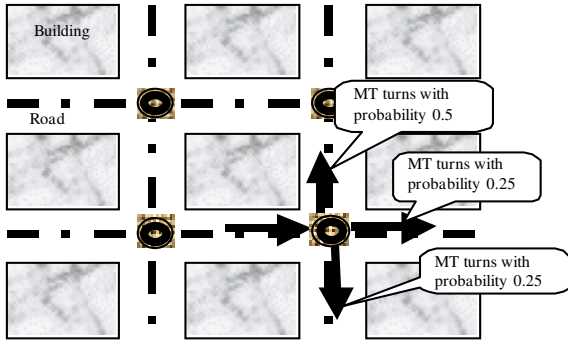 Building
Road
MT turns with
probability 0.5
MT turns with
probability 0.25
MT turns with
probability 0.25